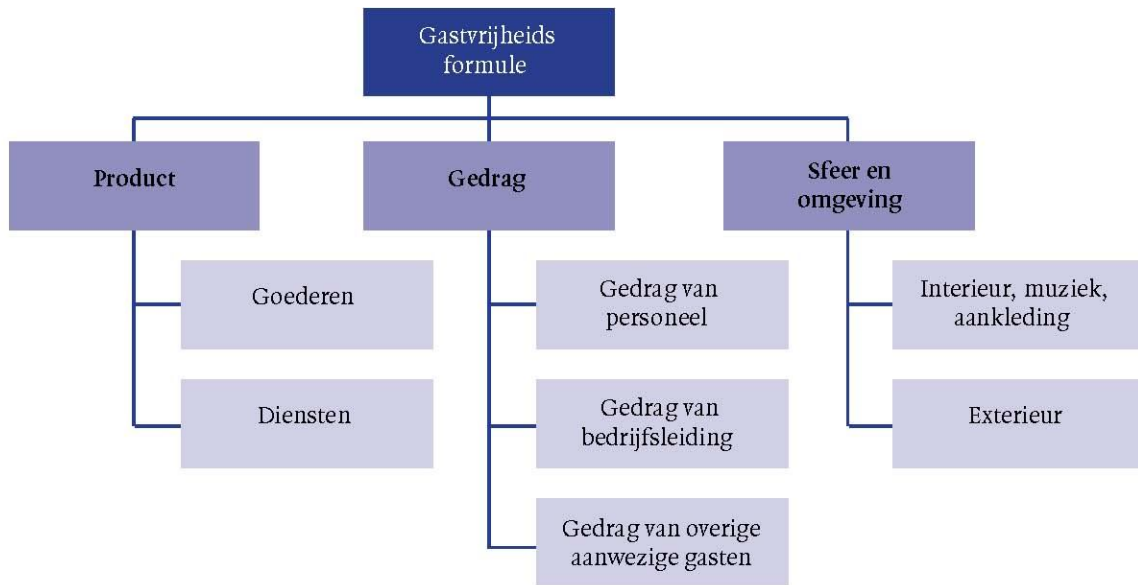 Gastvrijheids
formule
Product
Gedrag
Sfeer en
omgeving
Goederen
Diensten
Gedrag van
personeel
Gedrag van
bedrijfsleiding
Gedrag van overige
aanwezige gasten
Interieur, muziek,
aankleding
Exterieur